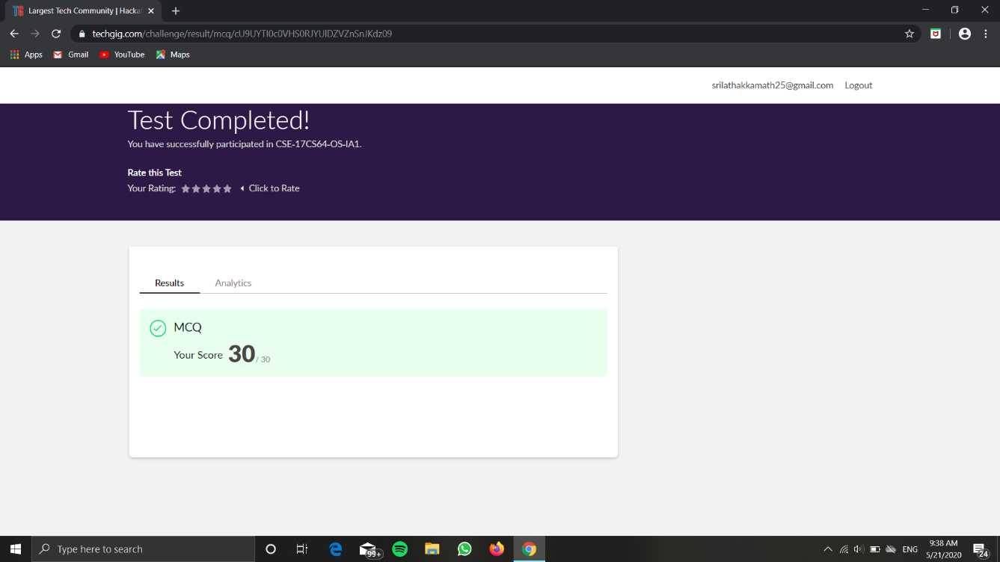 Largest Tech Community | Hacka
techgig.com/challenge/result/mcq/cU9UYTI0c0VHS0RJYUlDZVZnSnJKdz09
Apps Gmail YouTube Maps
srilathakkamath25@gmail.com Logout
Test Completed!
You have successfully participated in CSE-17CS64-OS-IA1.
Rate this Test
Your Rating: Click to Rate
Results Analytics
MCQ
Your Score 30 / 30
Type here to search
99+
ENG
9:38 AM
5/21/2020
24